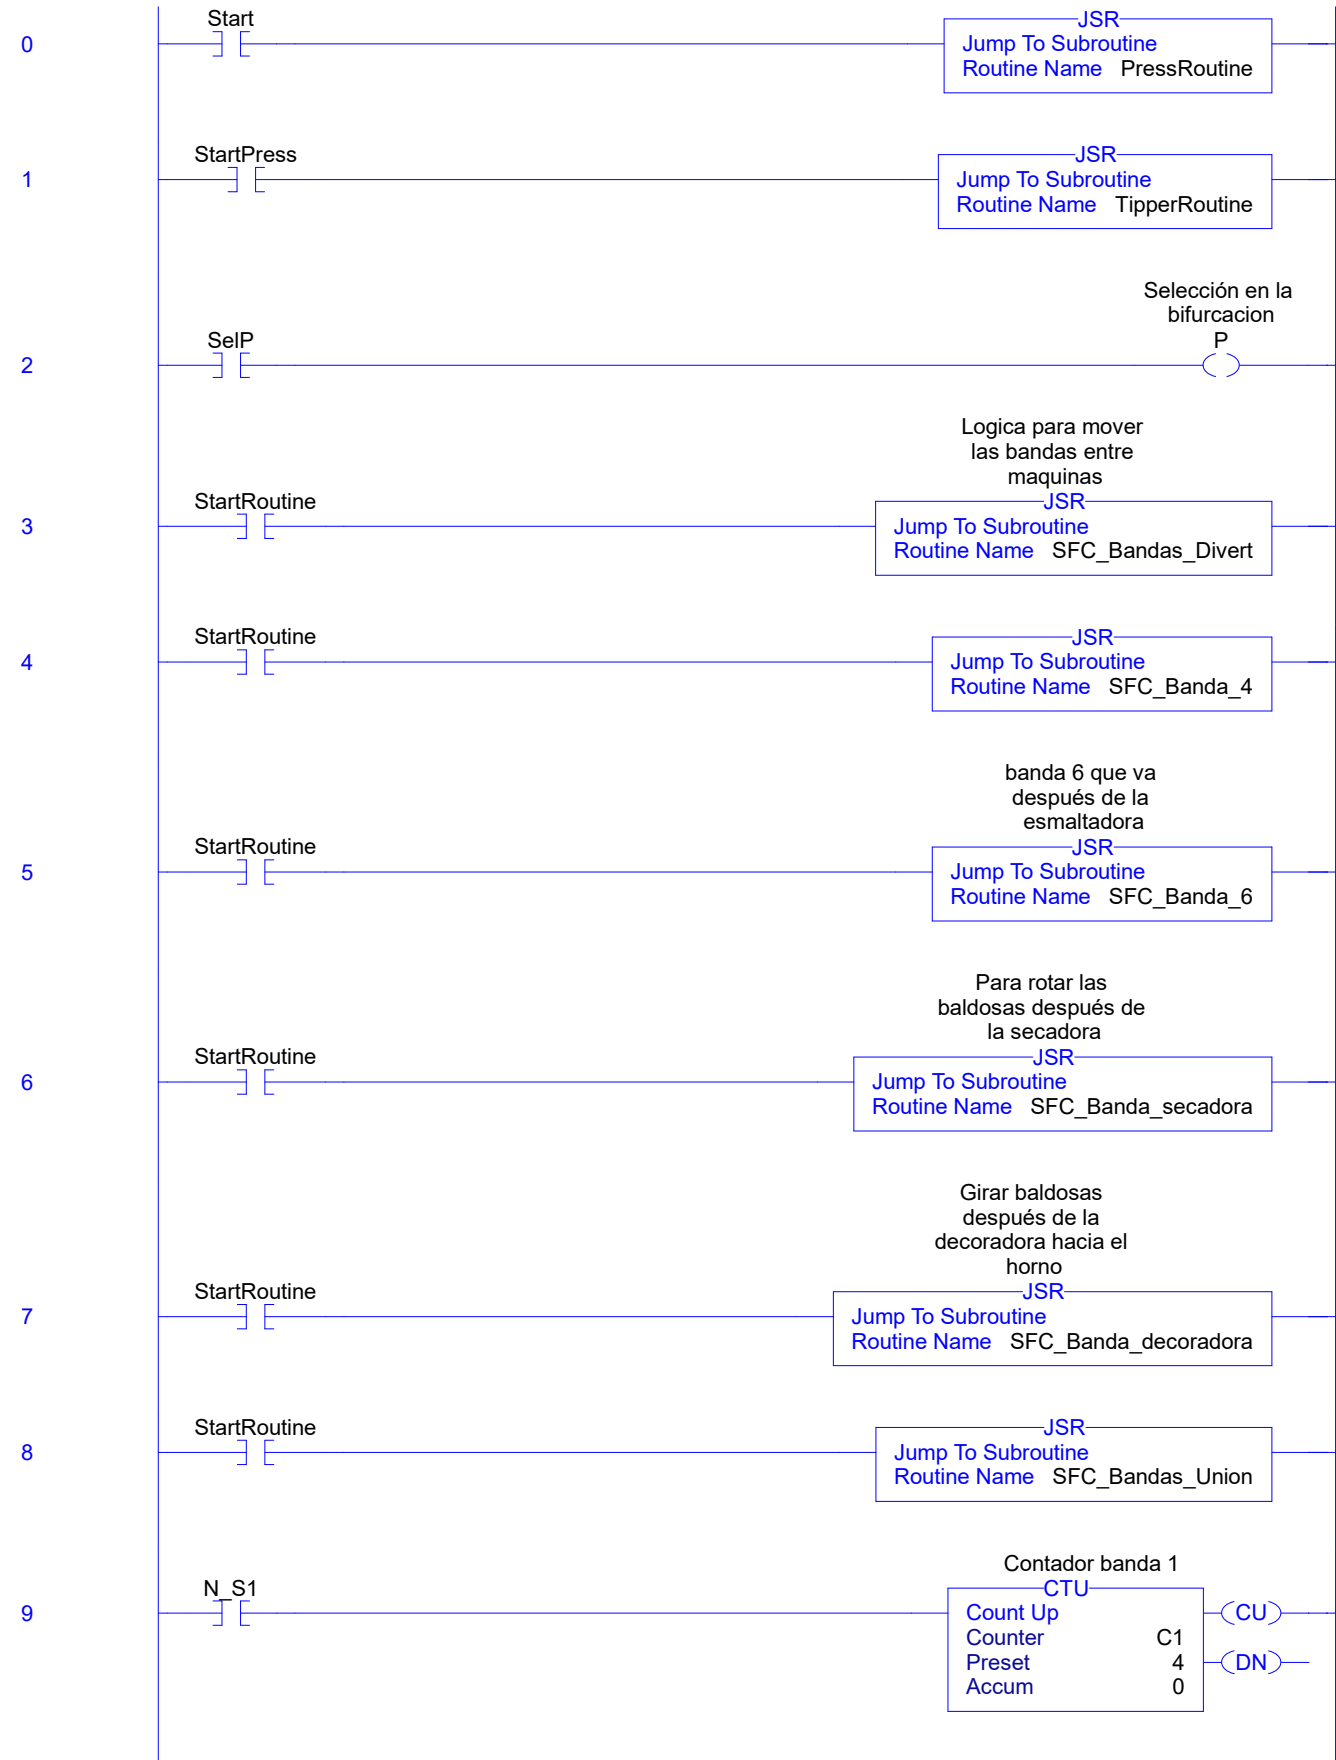 Start
JSR
0
Jump To Subroutine
Routine Name PressRoutine
StartPress
JSR
1
Jump To Subroutine
Routine Name TipperRoutine
Selección en la
bifurcacion
SelP
P
2
Logica para mover
las bandas entre
maquinas
StartRoutine
JSR
3
Jump To Subroutine
Routine Name SFC_Bandas_Divert
StartRoutine
JSR
4
Jump To Subroutine
Routine Name SFC_Banda_4
banda 6 que va
después de la
esmaltadora
StartRoutine
JSR
5
Jump To Subroutine
Routine Name SFC_Banda_6
Para rotar las
baldosas después de
la secadora
StartRoutine
JSR
6
Jump To Subroutine
Routine Name SFC_Banda_secadora
Girar baldosas
después de la
decoradora hacia el
horno
StartRoutine
JSR
7
Jump To Subroutine
Routine Name SFC_Banda_decoradora
StartRoutine
JSR
8
Jump To Subroutine
Routine Name SFC_Bandas_Union
Contador banda 1
N_S1
CTU
9
Count Up
CU
Counter C1
Preset 4
DN
Accum 0